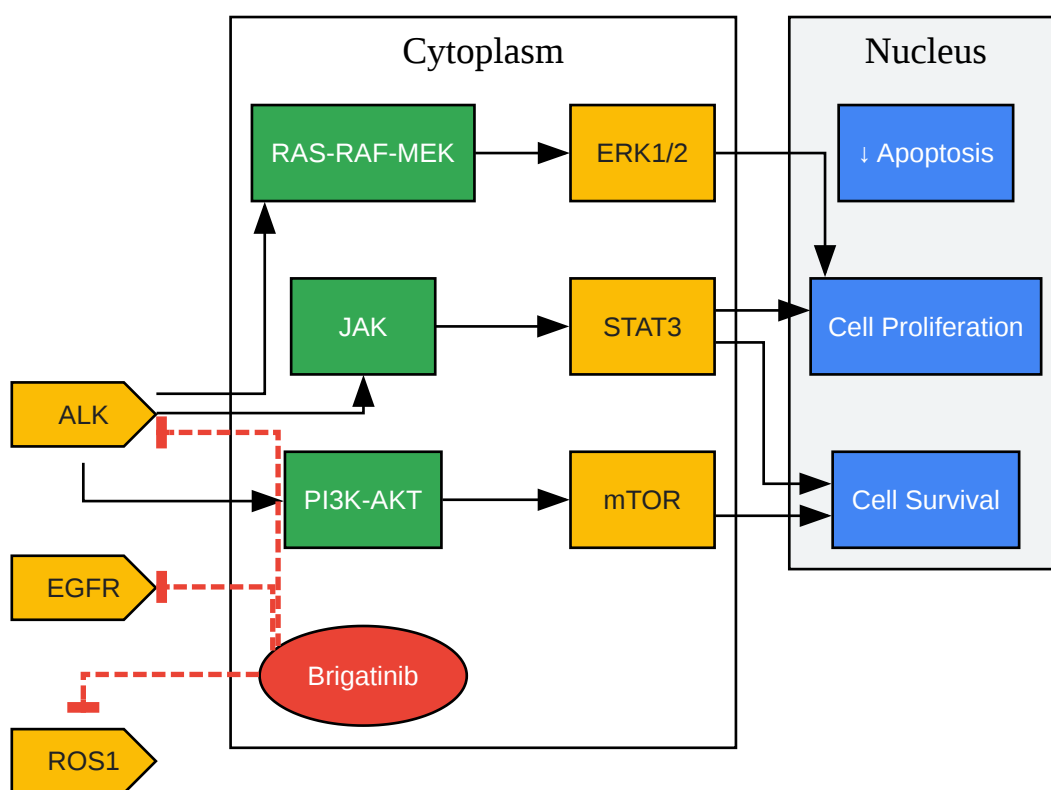 Cytoplasm
Nucleus
RAS-RAF-MEK
ERK1/2
↓ Apoptosis
JAK
STAT3
Cell Proliferation
ALK
PI3K-AKT
mTOR
Cell Survival
EGFR
Brigatinib
ROS1